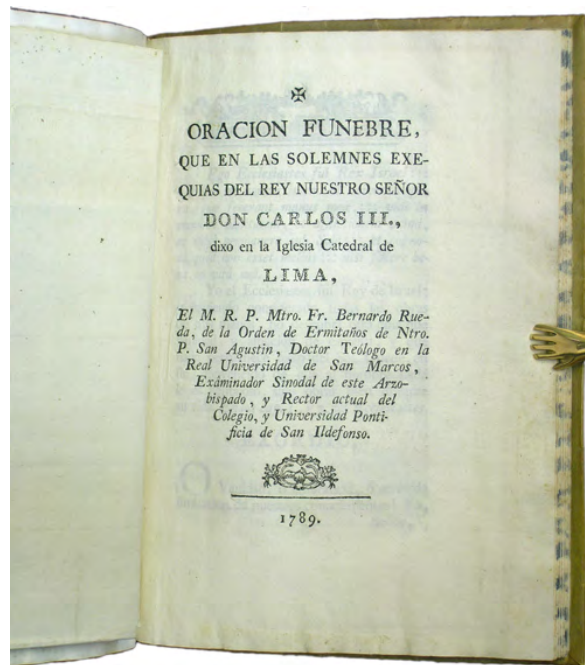 ✠
ORACION FUNEBRE,
QUE EN LAS SOLEMNES EXE-
QUIAS DEL REY NUESTRO SEÑOR
DON CARLOS III.,
dixo en la Iglesia Catedral de
LIMA,
El M. R. P. Mtro. Fr. Bernardo Rue-
da, de la Orden de Ermitaños de Ntro.
P. San Agustin, Doctor Teólogo en la
Real Universidad de San Marcos,
Exáminador Sinodal de este Arzo-
bispado, y Rector actual del
Colegio, y Universidad Ponti-
ficia de San Ildefonso.
1789.